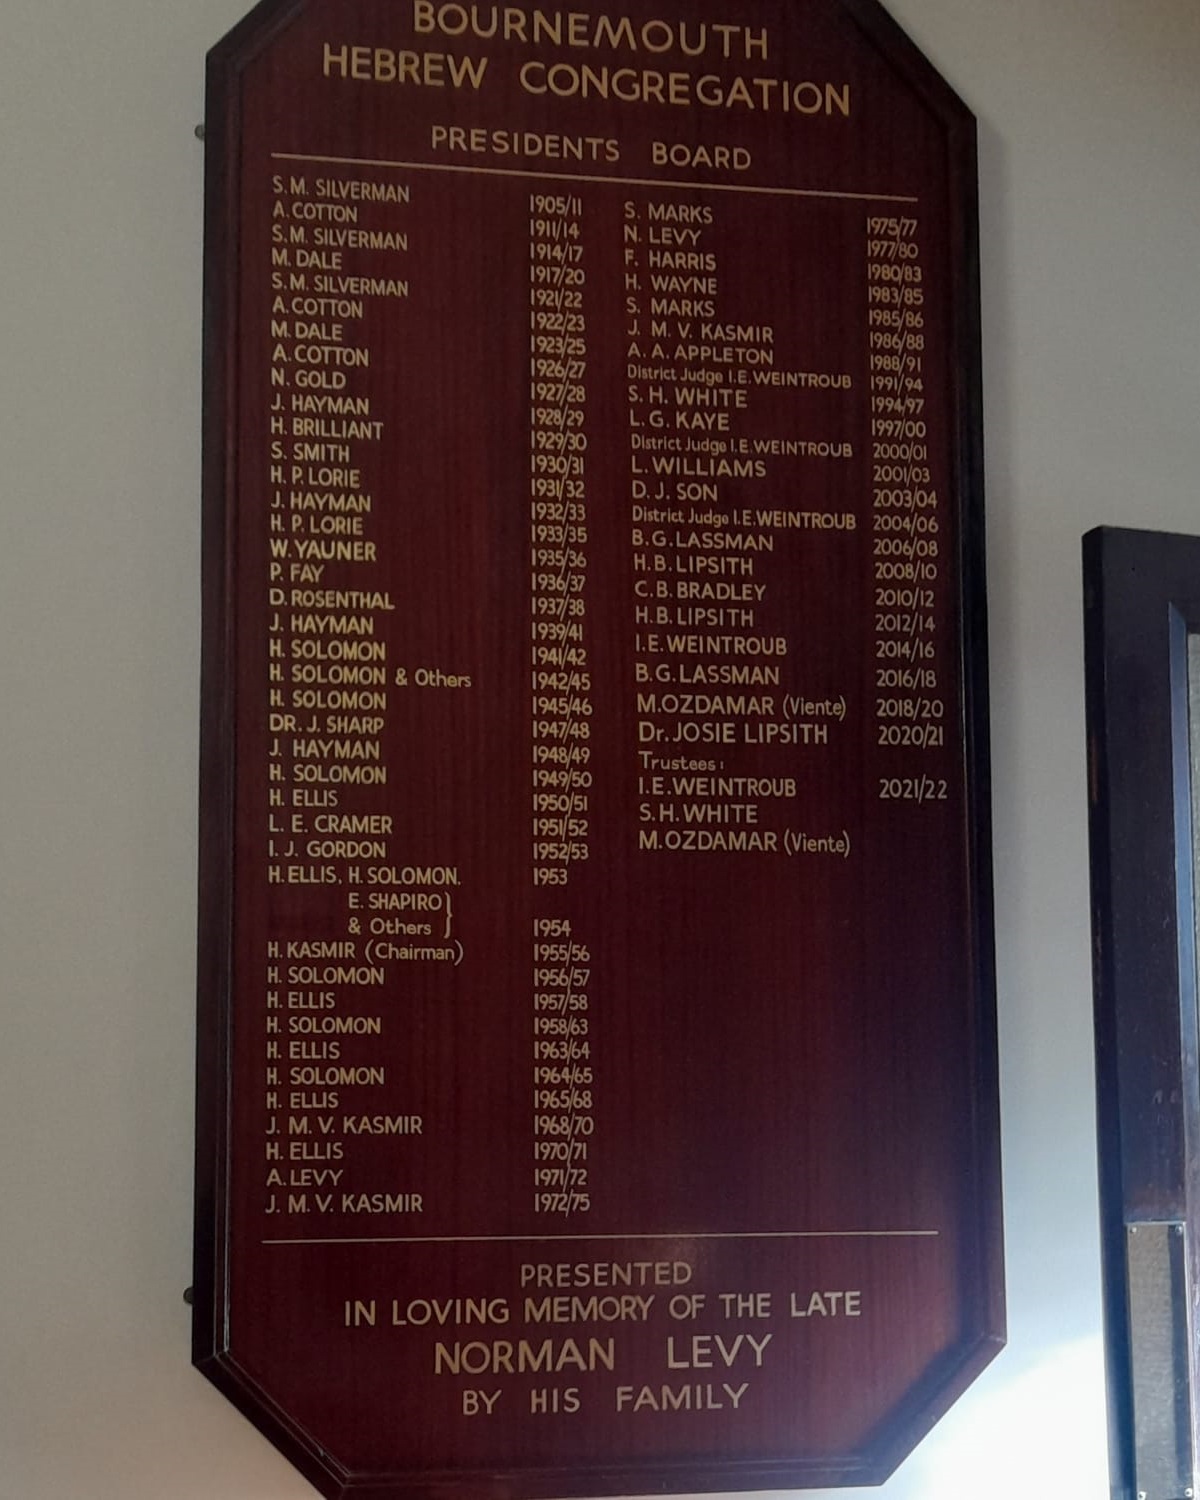 BOURNEMOUTH
HEBREW CONGREGATION
PRESIDENTS BOARD
S.M. SILVERMAN 1905/11
A. COTTON 1911/14
S.M. SILVERMAN 1914/17
M. DALE 1917/20
S.M. SILVERMAN 1921/22
A. COTTON 1922/23
M. DALE 1923/25
A. COTTON 1926/27
N. GOLD 1927/28
J. HAYMAN 1928/29
H. BRILLIANT 1929/30
S. SMITH 1930/31
H. P. LORIE 1931/32
J. HAYMAN 1932/33
H. P. LORIE 1933/35
W. YAUNER 1935/36
P. FAY 1936/37
D. ROSENTHAL 1937/38
J. HAYMAN 1939/41
H. SOLOMON 1941/42
H. SOLOMON & Others 1942/45
H. SOLOMON 1945/46
DR. J. SHARP 1947/48
J. HAYMAN 1948/49
H. SOLOMON 1949/50
H. ELLIS 1950/51
L. E. CRAMER 1951/52
I. J. GORDON 1952/53
H. ELLIS, H. SOLOMON. 1953
E. SHAPIRO }
& Others } 1954
H. KASMIR (Chairman) 1955/56
H. SOLOMON 1956/57
H. ELLIS 1957/58
H. SOLOMON 1958/63
H. ELLIS 1963/64
H. SOLOMON 1964/65
H. ELLIS 1965/68
J. M. V. KASMIR 1968/70
H. ELLIS 1970/71
A. LEVY 1971/72
J. M. V. KASMIR 1972/75
S. MARKS 1975/77
N. LEVY 1977/80
F. HARRIS 1980/83
H. WAYNE 1983/85
S. MARKS 1985/86
J. M. V. KASMIR 1986/88
A. A. APPLETON 1988/91
District Judge I.E. WEINTROUB 1991/94
S. H. WHITE 1994/97
L. G. KAYE 1997/00
District Judge I.E. WEINTROUB 2000/01
L. WILLIAMS 2001/03
D. J. SON 2003/04
District Judge I.E. WEINTROUB 2004/06
B.G. LASSMAN 2006/08
H.B. LIPSITH 2008/10
C.B. BRADLEY 2010/12
H.B. LIPSITH 2012/14
I.E. WEINTROUB 2014/16
B.G. LASSMAN 2016/18
M. OZDAMAR (Viente) 2018/20
Dr. JOSIE LIPSITH 2020/21
Trustees:
I.E. WEINTROUB 2021/22
S.H. WHITE
M. OZDAMAR (Viente)
PRESENTED
IN LOVING MEMORY OF THE LATE
NORMAN LEVY
BY HIS FAMILY